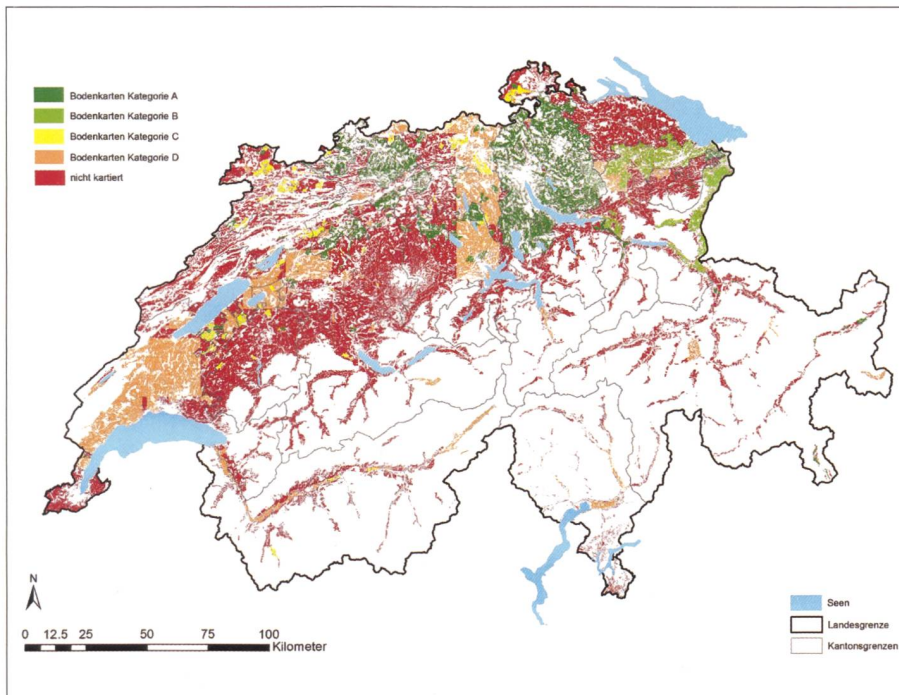 Bodenkarten Kategorie A
Bodenkarten Kategorie B
Bodenkarten Kategorie C
Bodenkarten Kategorie D
nicht kartiert
N
0 12.5 25 50 75 100
Kilometer
Seen
Landesgrenze
Kantonsgrenzen